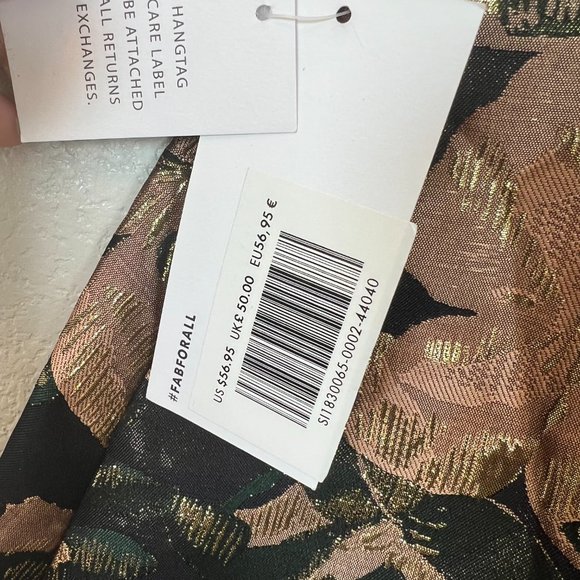 HANGTAG
CARE LABEL
BE ATTACHED
ALL RETURNS
EXCHANGES.
#FABFORALL
US $56.95 UK£ 50.00 EU56,95 €
SI1830065-0002-44040